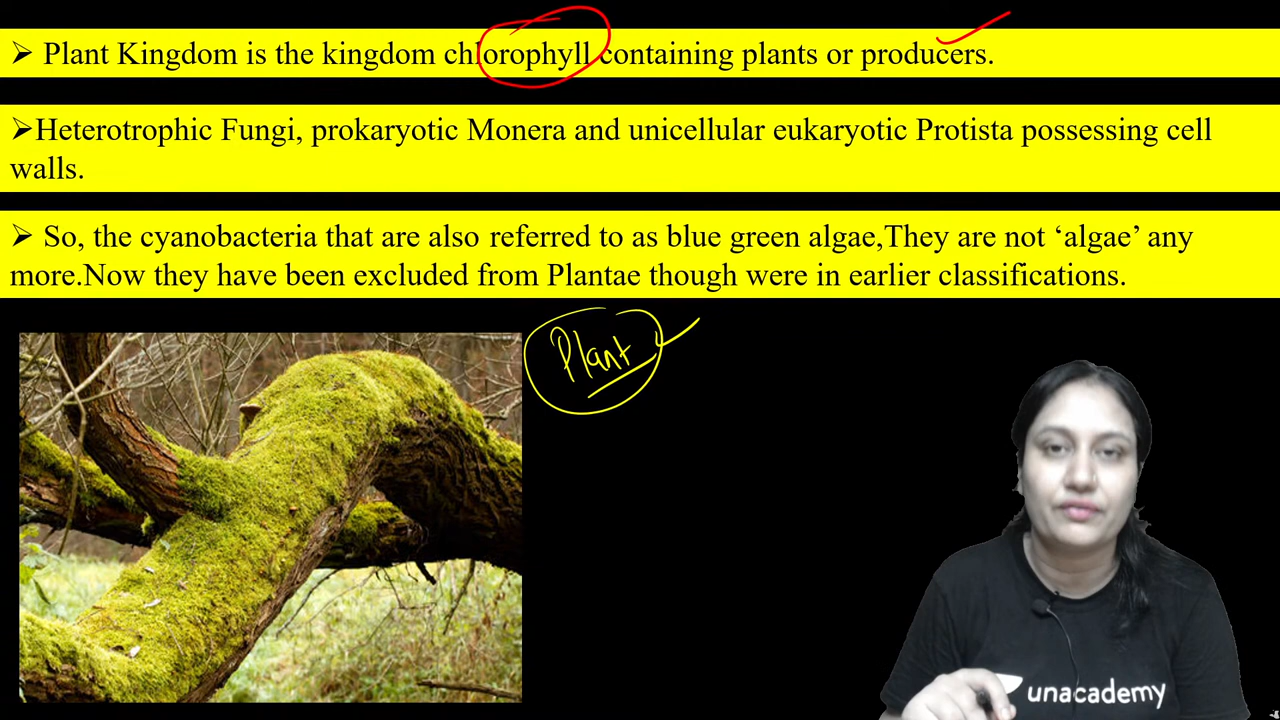 ➢ Plant Kingdom is the kingdom chlorophyll containing plants or producers.
➢Heterotrophic Fungi, prokaryotic Monera and unicellular eukaryotic Protista possessing cell
walls.
➢ So, the cyanobacteria that are also referred to as blue green algae,They are not ‘algae’ any
more.Now they have been excluded from Plantae though were in earlier classifications.
Plant
unacademy